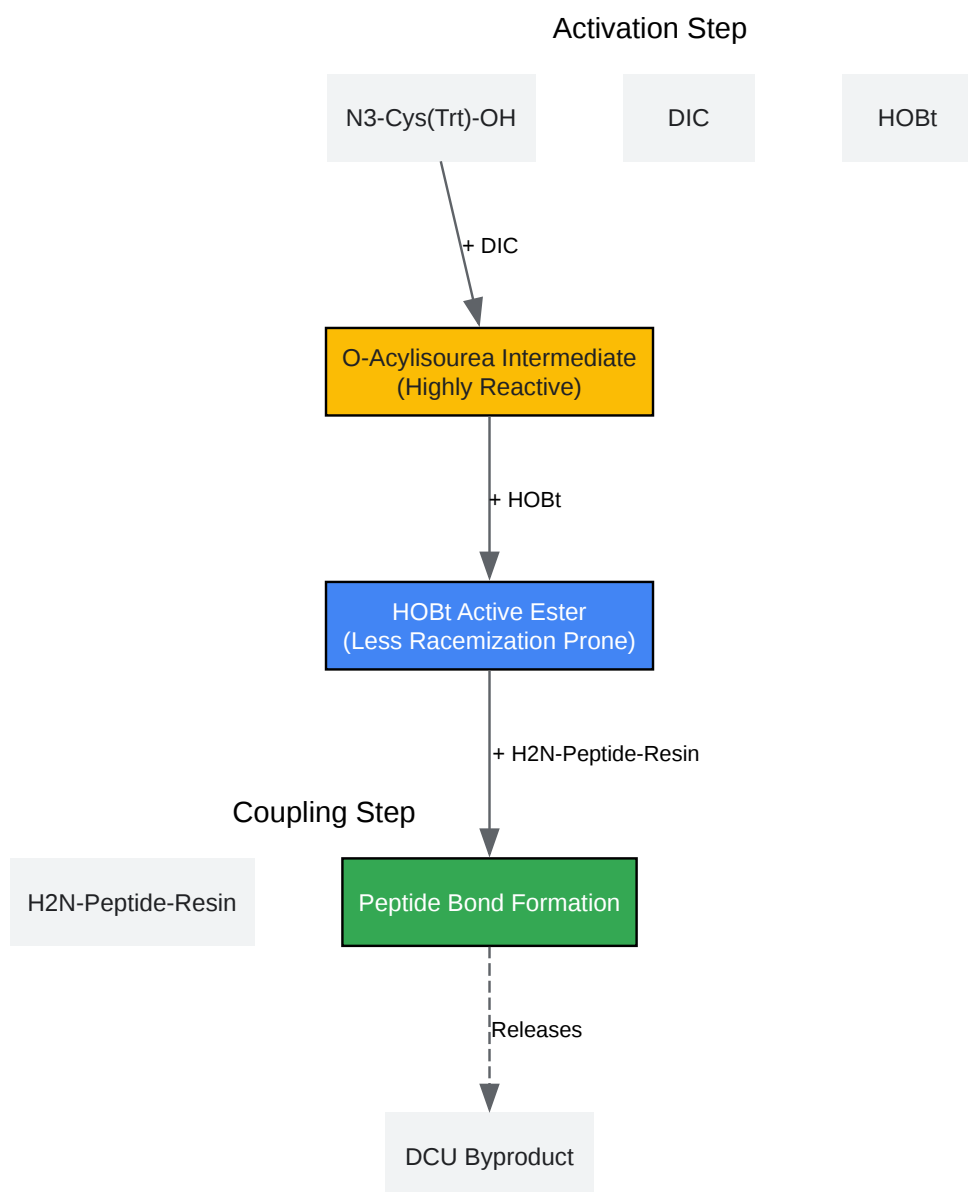 Activation Step
N3-Cys(Trt)-OH
DIC
HOBt
+ DIC
O-Acylisourea Intermediate
(Highly Reactive)
+ HOBt
HOBt Active Ester
(Less Racemization Prone)
+ H2N-Peptide-Resin
Coupling Step
H2N-Peptide-Resin
Peptide Bond Formation
Releases
DCU Byproduct